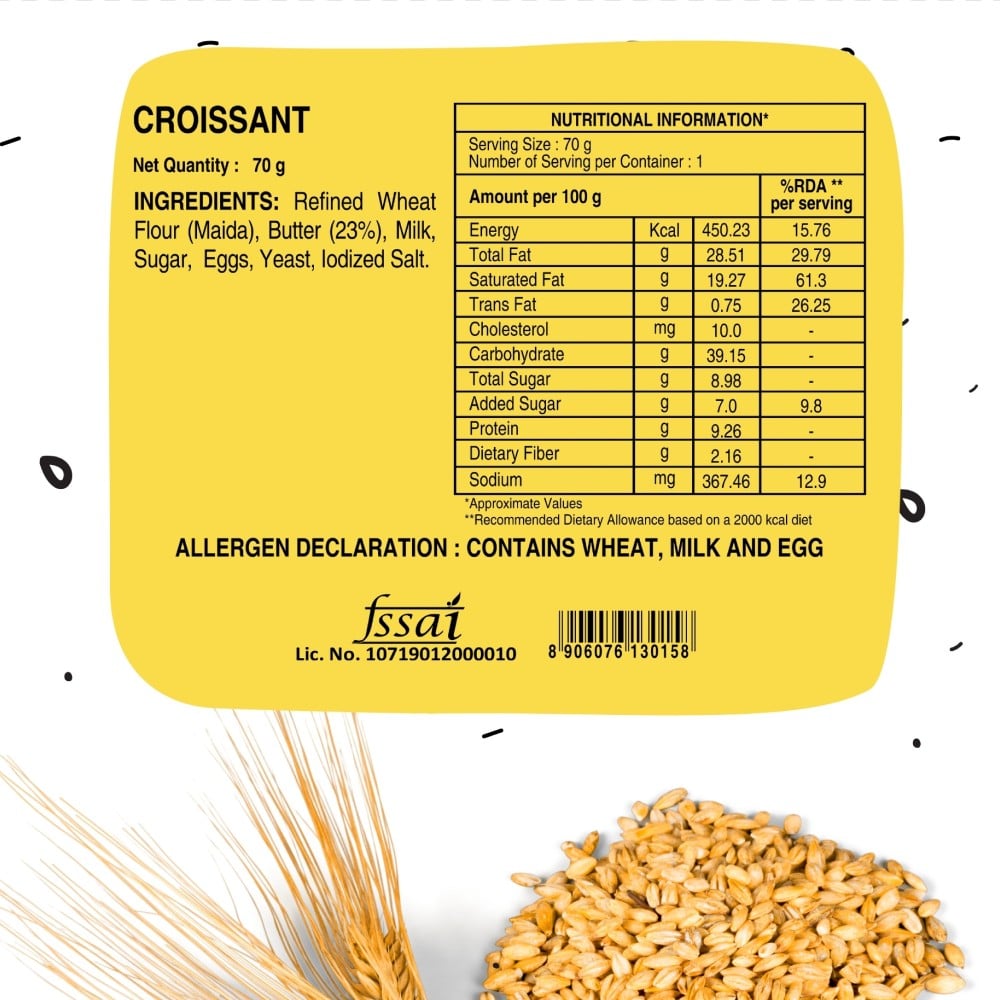 CROISSANT
Net Quantity : 70 g
INGREDIENTS: Refined Wheat
Flour (Maida), Butter (23%), Milk,
Sugar, Eggs, Yeast, Iodized Salt.
NUTRITIONAL INFORMATION*
Serving Size : 70 g
Number of Serving per Container : 1
Amount per 100 g %RDA ** per serving
Energy Kcal 450.23 15.76
Total Fat g 28.51 29.79
Saturated Fat g 19.27 61.3
Trans Fat g 0.75 26.25
Cholesterol mg 10.0 -
Carbohydrate g 39.15 -
Total Sugar g 8.98 -
Added Sugar g 7.0 9.8
Protein g 9.26 -
Dietary Fiber g 2.16 -
Sodium mg 367.46 12.9
*Approximate Values
**Recommended Dietary Allowance based on a 2000 kcal diet
ALLERGEN DECLARATION : CONTAINS WHEAT, MILK AND EGG
fssai
Lic. No. 10719012000010
8 906076 130158